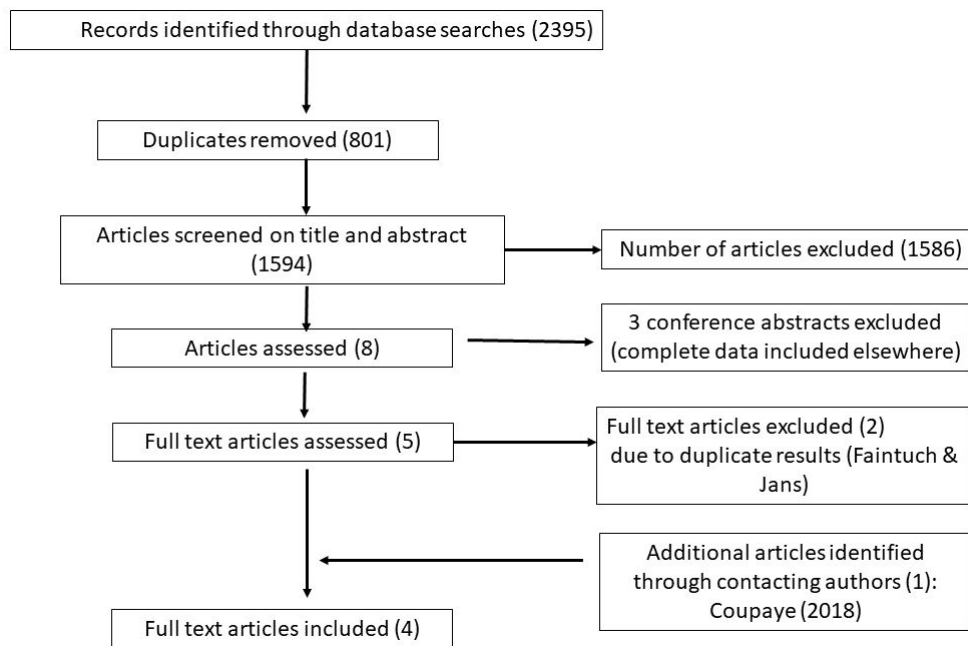 Records identified through database searches (2395)
Duplicates removed (801)
Articles screened on title and abstract
(1594)
Number of articles excluded (1586)
Articles assessed (8)
3 conference abstracts excluded
(complete data included elsewhere)
Full text articles assessed (5)
Full text articles excluded (2)
due to duplicate results (Faintuch &
Jans)
Additional articles identified
through contacting authors (1):
Coupaye (2018)
Full text articles included (4)